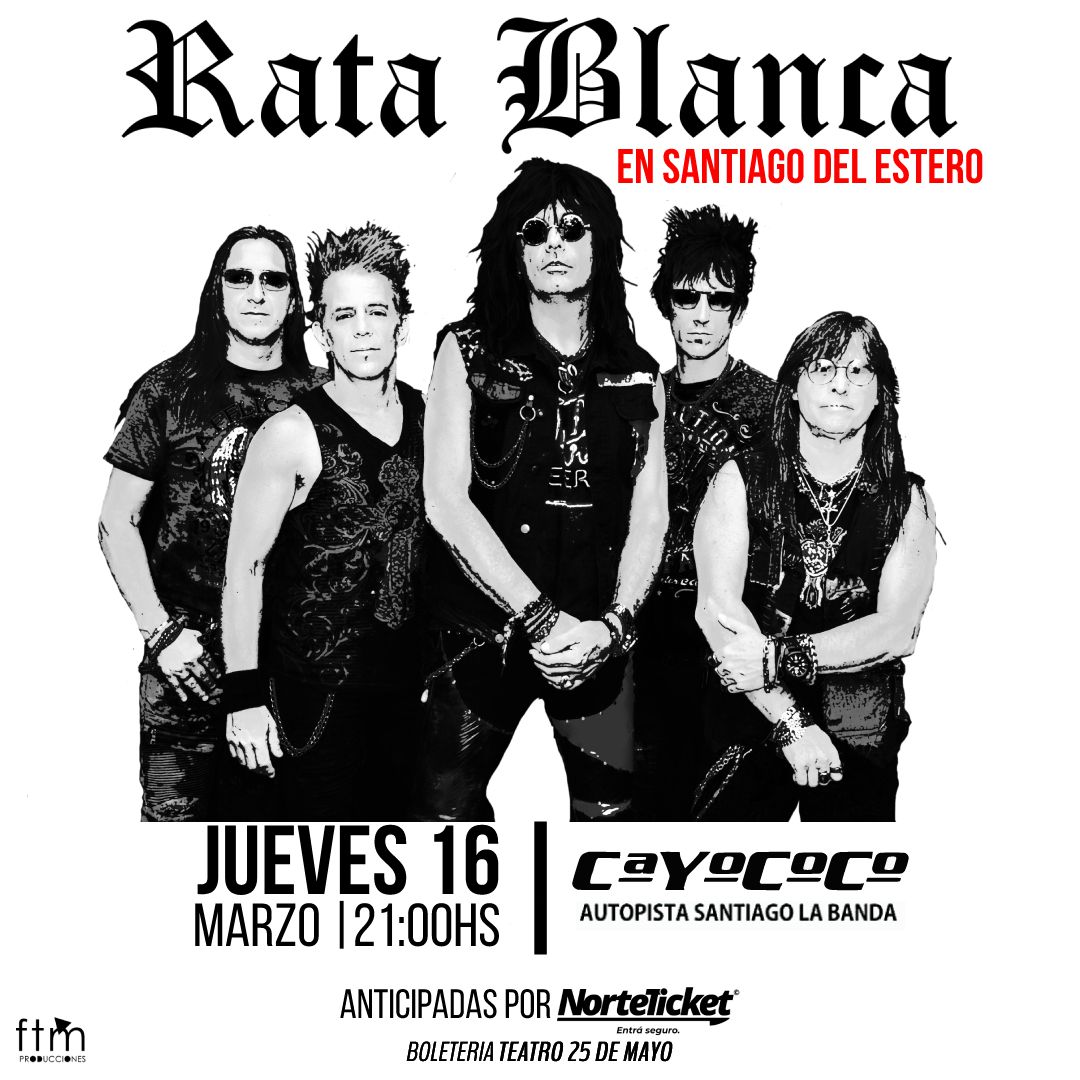 Rata Blanca
EN SANTIAGO DEL ESTERO
JUEVES 16
MARZO | 21:00HS
CaYoCoCo
AUTOPISTA SANTIAGO LA BANDA
ANTICIPADAS POR NorteTicket©
Entrá seguro.
BOLETERIA TEATRO 25 DE MAYO
ftm
PRODUCCIONES